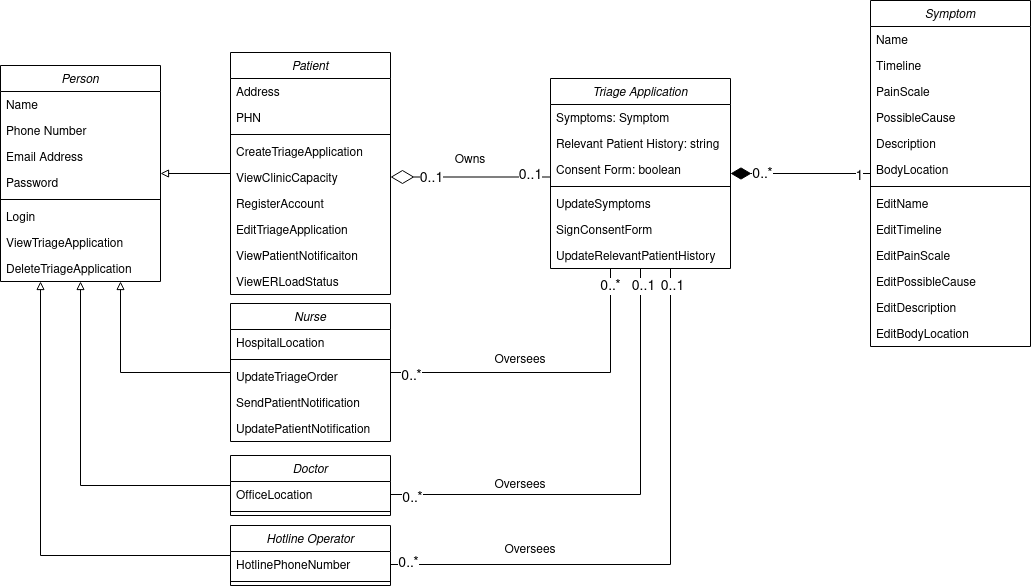 Person
Name
Phone Number
Email Address
Password
Login
ViewTriageApplication
DeleteTriageApplication
Patient
Address
PHN
CreateTriageApplication
ViewClinicCapacity
RegisterAccount
EditTriageApplication
ViewPatientNotificaiton
ViewERLoadStatus
Nurse
HospitalLocation
UpdateTriageOrder
SendPatientNotification
UpdatePatientNotification
Doctor
OfficeLocation
Hotline Operator
HotlinePhoneNumber
Owns
0..1
0..1
Triage Application
Symptoms: Symptom
Relevant Patient History: string
Consent Form: boolean
UpdateSymptoms
SignConsentForm
UpdateRelevantPatientHistory
0..*
0..1
0..1
Oversees
0..*
Oversees
0..*
Oversees
0..*
0..*
1
Symptom
Name
Timeline
PainScale
PossibleCause
Description
BodyLocation
EditName
EditTimeline
EditPainScale
EditPossibleCause
EditDescription
EditBodyLocation